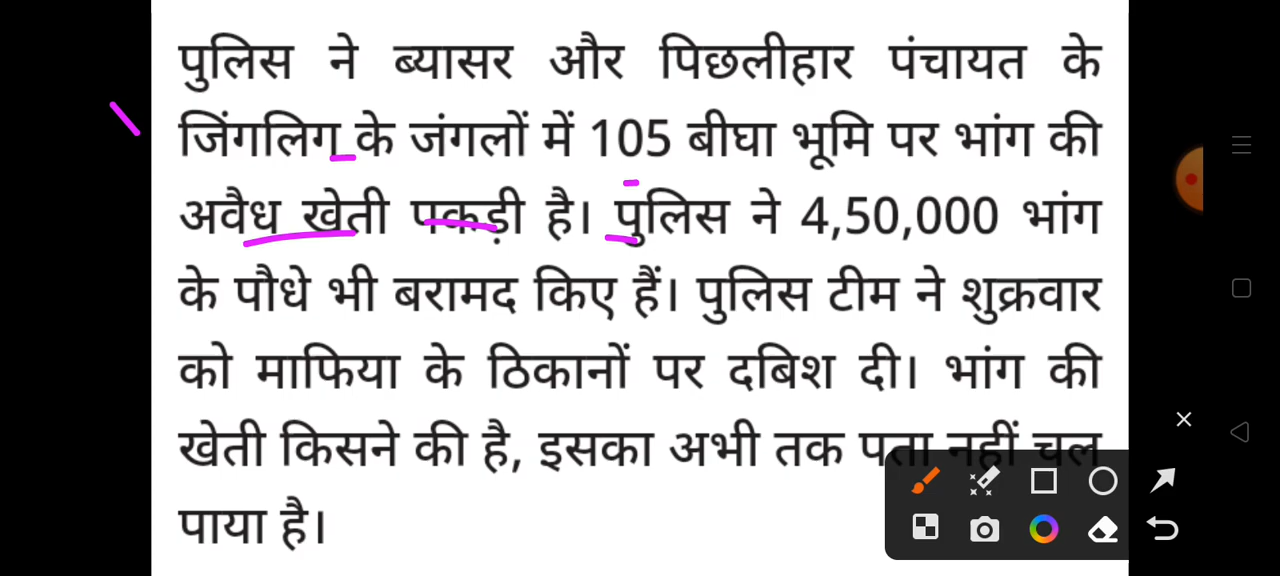 पुलिस ने ब्यासर और पिछलीहार पंचायत के
जिंगलिग के जंगलों में 105 बीघा भूमि पर भांग की
अवैध खेती पकड़ी है। पुलिस ने 4,50,000 भांग
के पौधे भी बरामद किए हैं। पुलिस टीम ने शुक्रवार
को माफिया के ठिकानों पर दबिश दी। भांग की
खेती किसने की है, इसका अभी तक पता नहीं चल
पाया है।